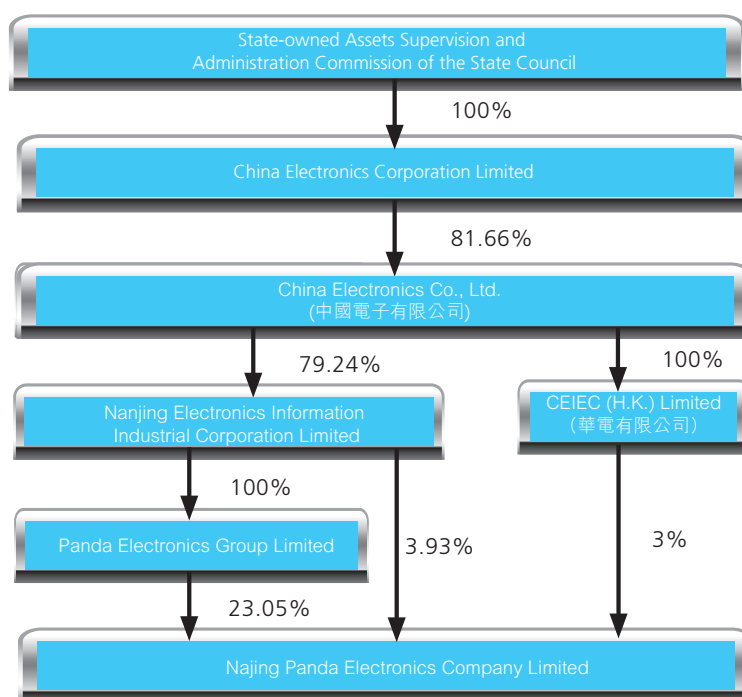 State-owned Assets Supervision and
Administration Commission of the State Council
100%
China Electronics Corporation Limited
81.66%
China Electronics Co., Ltd.
(中國電子有限公司)
79.24%
100%
Nanjing Electronics Information
Industrial Corporation Limited
CEIEC (H.K.) Limited
(華電有限公司)
100%
Panda Electronics Group Limited
3.93%
3%
23.05%
Najing Panda Electronics Company Limited